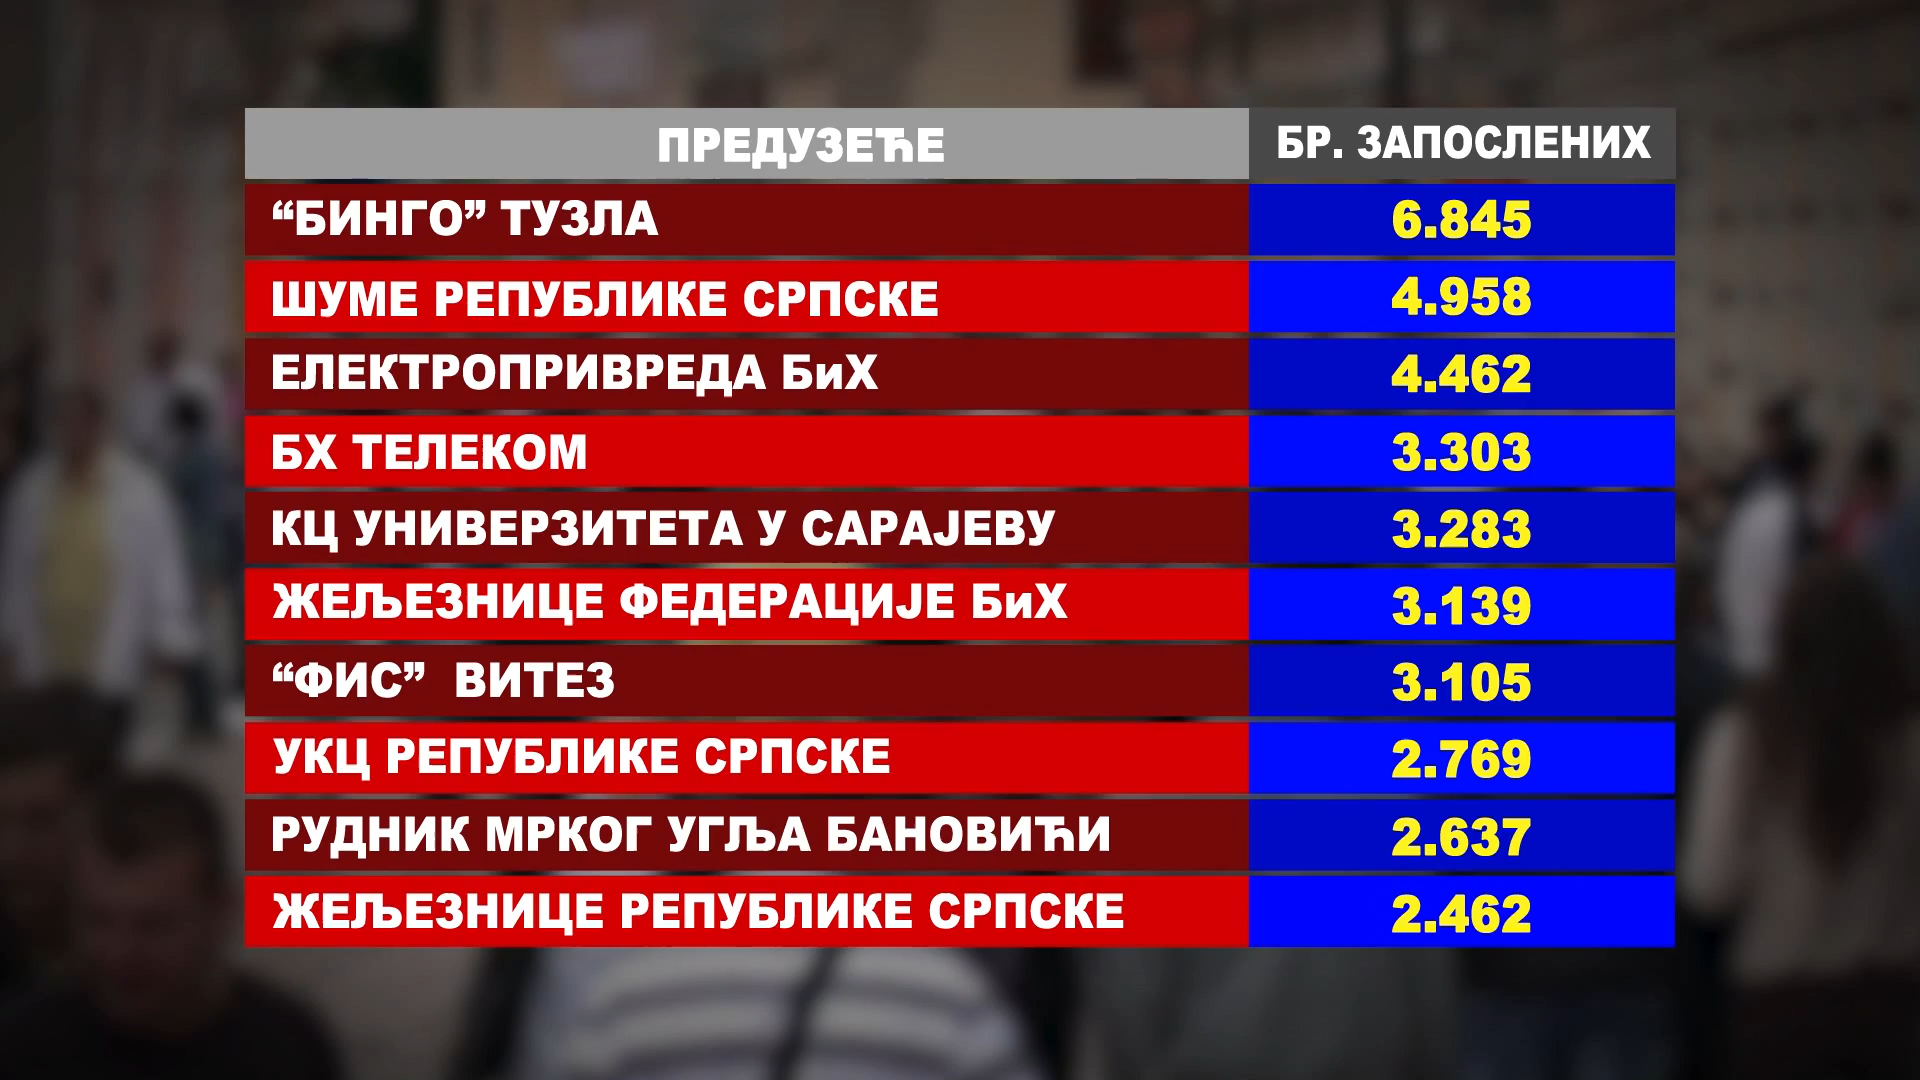 ПРЕДУЗЕЋЕ БР. ЗАПОСЛЕНИХ
“БИНГО” ТУЗЛА 6.845
ШУМЕ РЕПУБЛИКЕ СРПСКЕ 4.958
ЕЛЕКТРОПРИВРЕДА БиХ 4.462
БХ ТЕЛЕКОМ 3.303
КЦ УНИВЕРЗИТЕТА У САРАЈЕВУ 3.283
ЖЕЉЕЗНИЦЕ ФЕДЕРАЦИЈЕ БиХ 3.139
“ФИС” ВИТЕЗ 3.105
УКЦ РЕПУБЛИКЕ СРПСКЕ 2.769
РУДНИК МРКОГ УГЉА БАНОВИЋИ 2.637
ЖЕЉЕЗНИЦЕ РЕПУБЛИКЕ СРПСКЕ 2.462